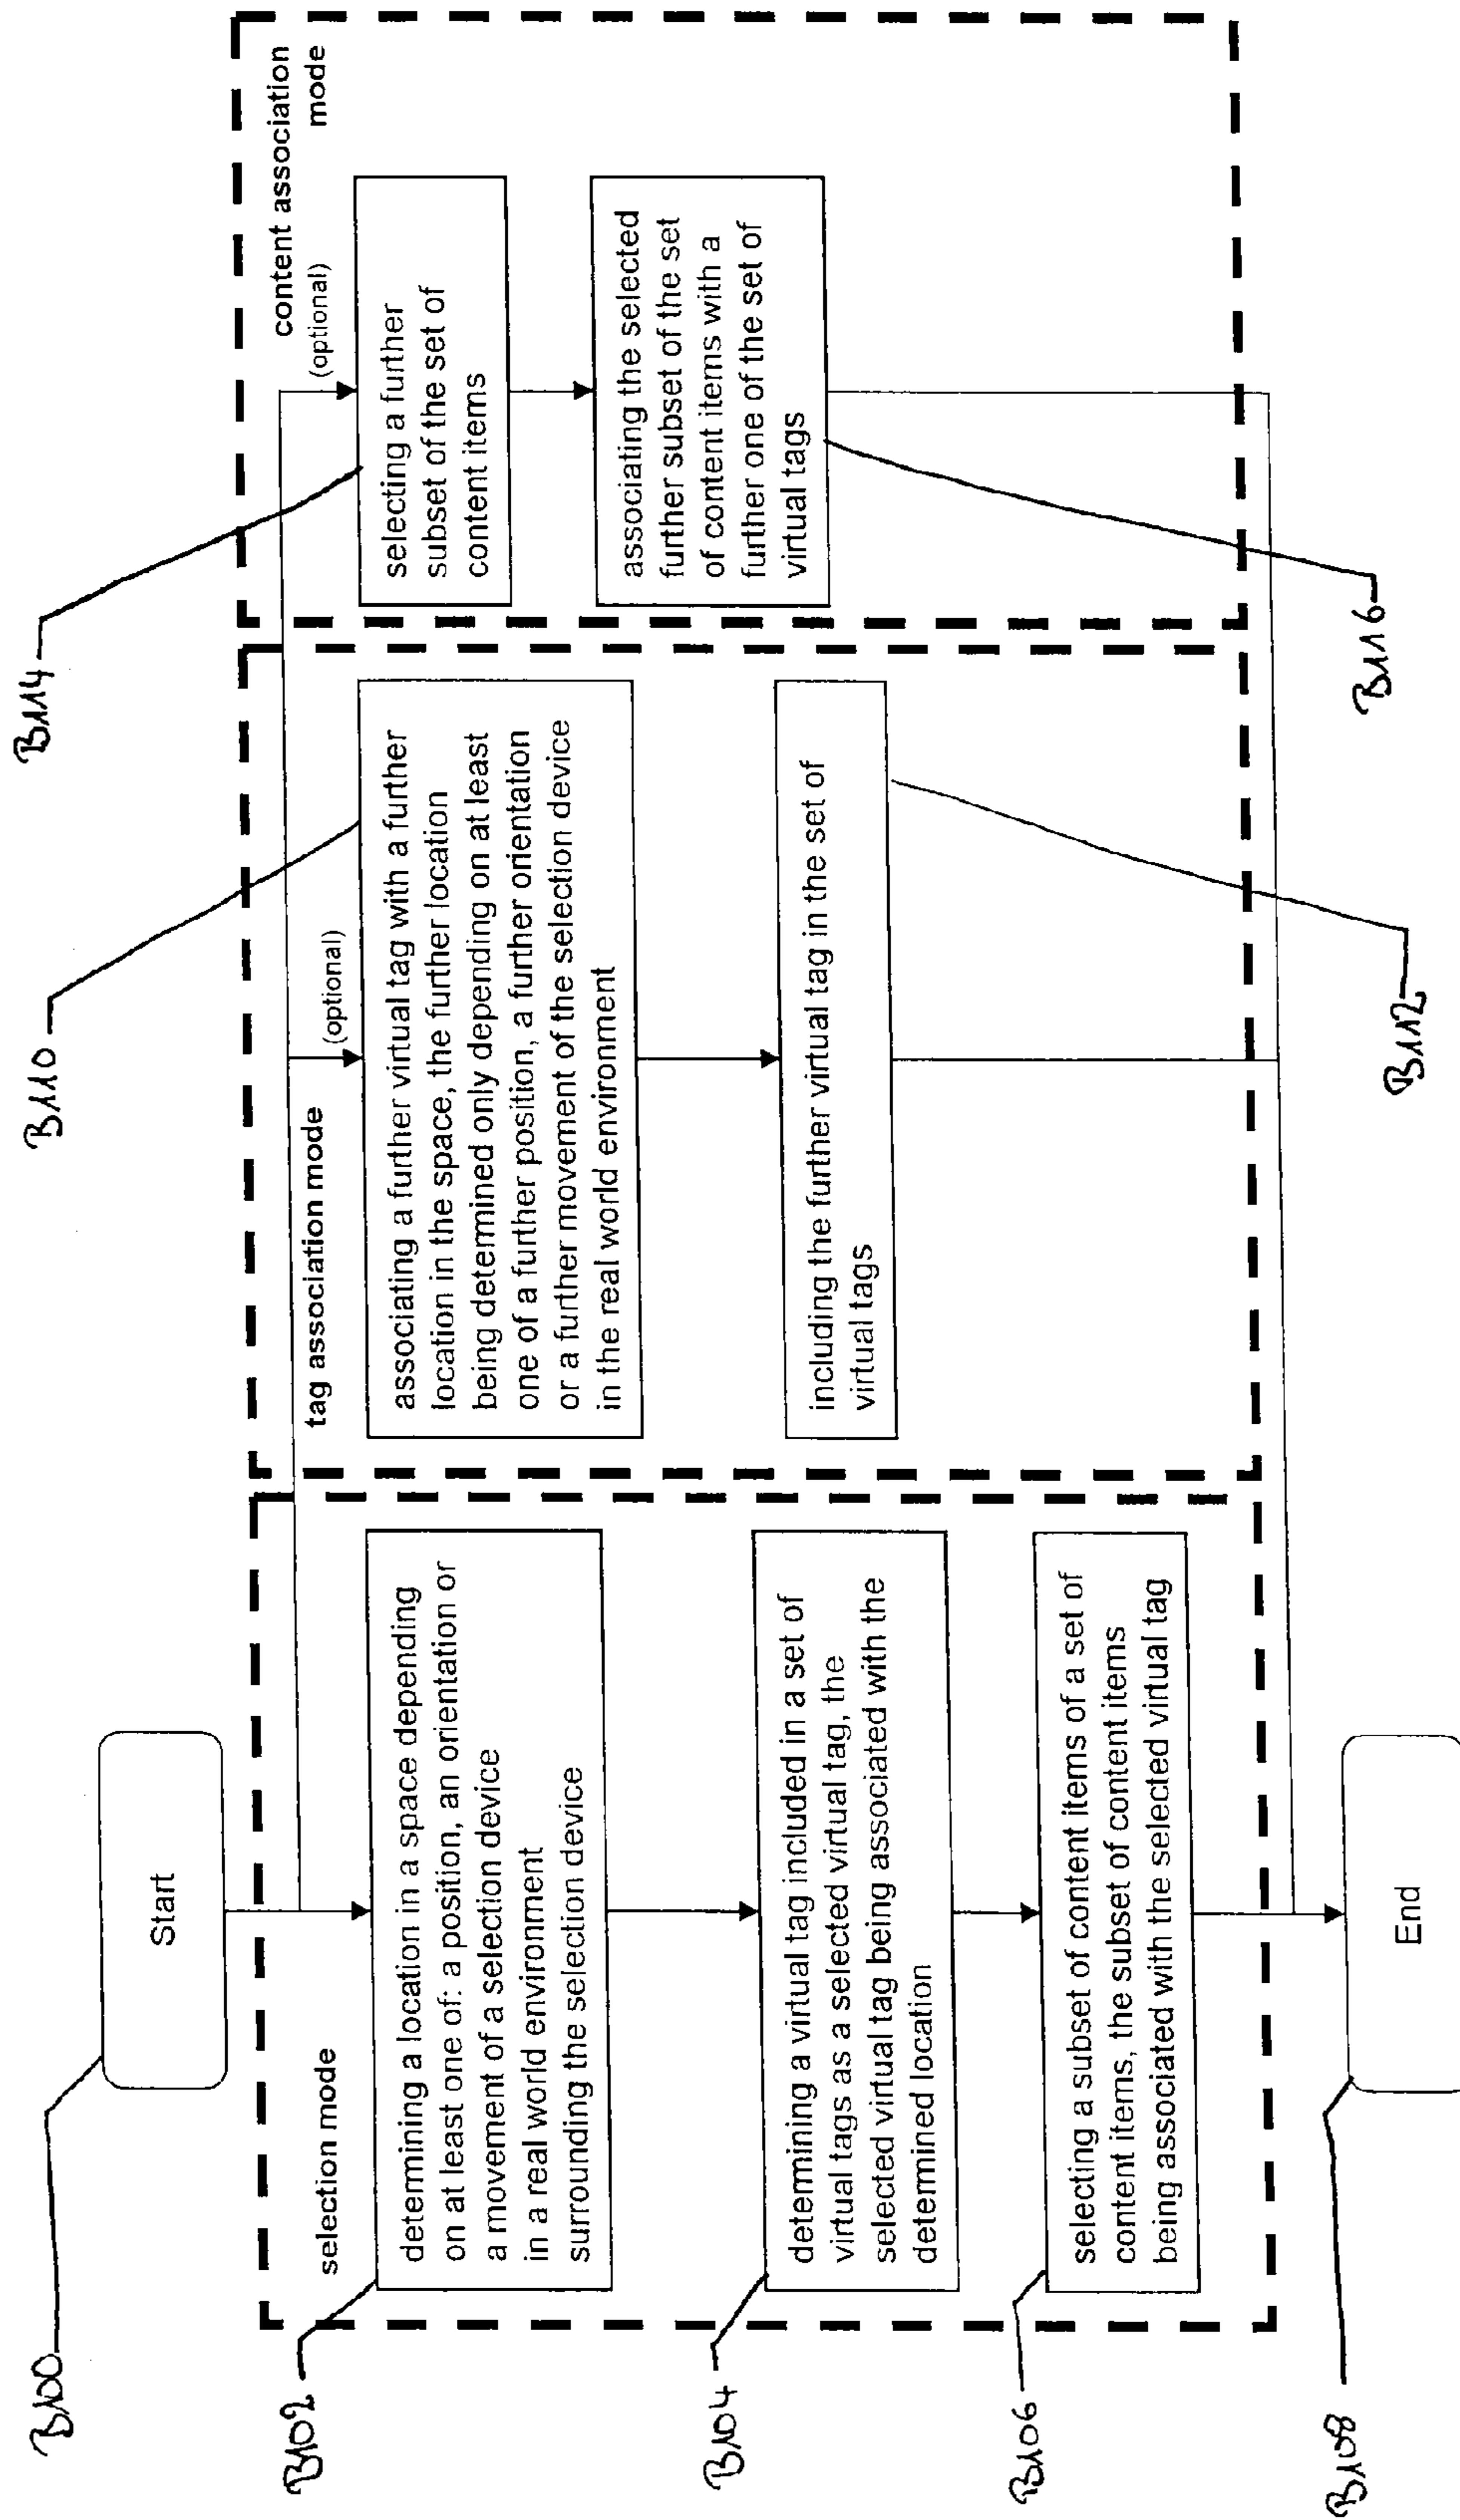 B100
Start
selection mode
B102
determining a location in a space depending
on at least one of: a position, an orientation or
a movement of a selection device
in a real world environment
surrounding the selection device
B104
determining a virtual tag included in a set of
virtual tags as a selected virtual tag, the
selected virtual tag being associated with the
determined location
B106
selecting a subset of content items of a set of
content items, the subset of content items
being associated with the selected virtual tag
B108
End
B110
tag association mode
(optional)
associating a further virtual tag with a further
location in the space, the further location
being determined only depending on at least
one of a further position, a further orientation
or a further movement of the selection device
in the real world environment
including the further virtual tag in the set of
virtual tags
B112
B114
content association
mode
(optional)
selecting a further
subset of the set of
content items
associating the selected
further subset of the set
of content items with a
further one of the set of
virtual tags
B116